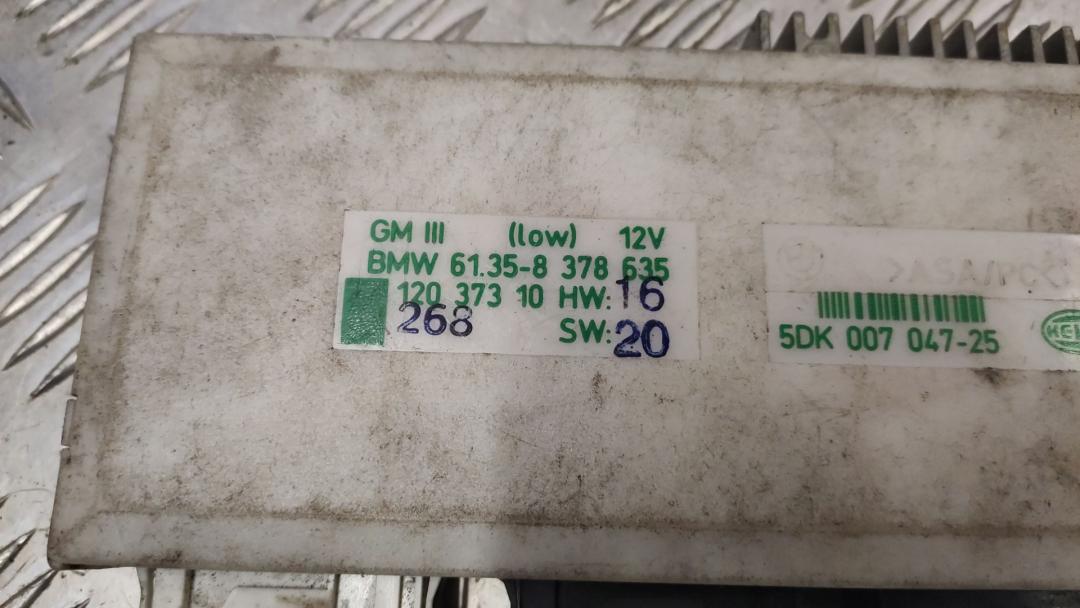 GM III (low) 12V
BMW 61.35-8 378 635
120 373 10 HW: 16
268 SW: 20
5DK 007 047-25